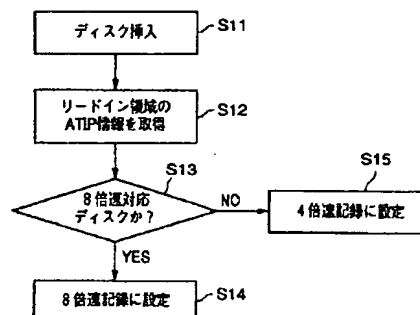 ディスク挿入
S11
リードイン領域の
ATIP情報を取得
S12
S13
8倍速対応
ディスクか？
NO
S15
4倍速記録に設定
YES
8倍速記録に設定
S14